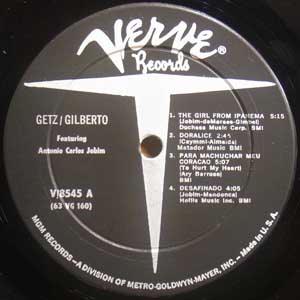 Verve
Records
GETZ/GILBERTO
Featuring
Antonio Carlos Jobim
V/8545 A
(63 VG 160)
1. THE GIRL FROM IPANEMA 5:15
(Jobim-deMoraes-Gimbel)
Duchess Music Corp. BMI
2. DORALICE 2:45
(Caymmi-Almeida)
Matador Music BMI
3. PARA MACHUCHAR MEU
CORACAO 5:07
(To Hurt My Heart)
(Ary Barroso) BMI
4. DESAFINADO 4:05
(Jobim-Mendonca)
Hollis Music Inc. BMI
MGM RECORDS—A DIVISION OF METRO-GOLDWYN-MAYER, INC.—Made in U.S.A.